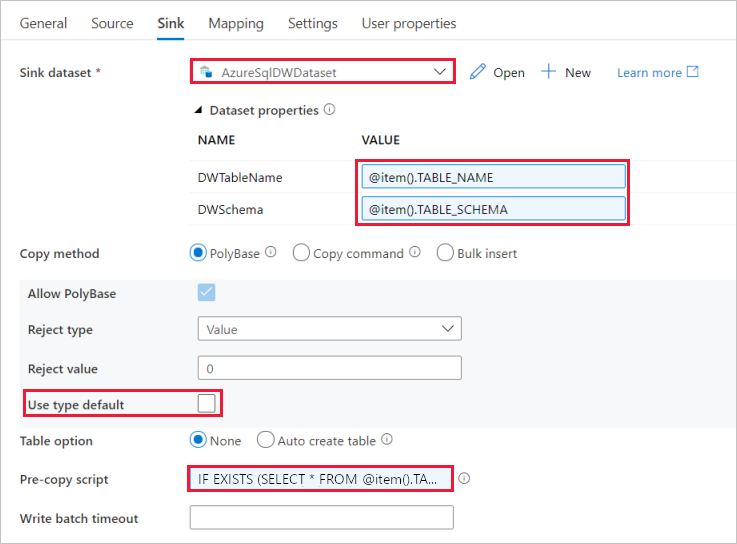 General Source Sink Mapping Settings User properties
Sink dataset * AzureSqlDWDataset Open New Learn more
Dataset properties
NAME VALUE
DWTableName @item().TABLE_NAME
DWSchema @item().TABLE_SCHEMA
Copy method PolyBase Copy command Bulk insert
Allow PolyBase
Reject type Value
Reject value 0
Use type default
Table option None Auto create table
Pre-copy script IF EXISTS (SELECT * FROM @item().TA...
Write batch timeout